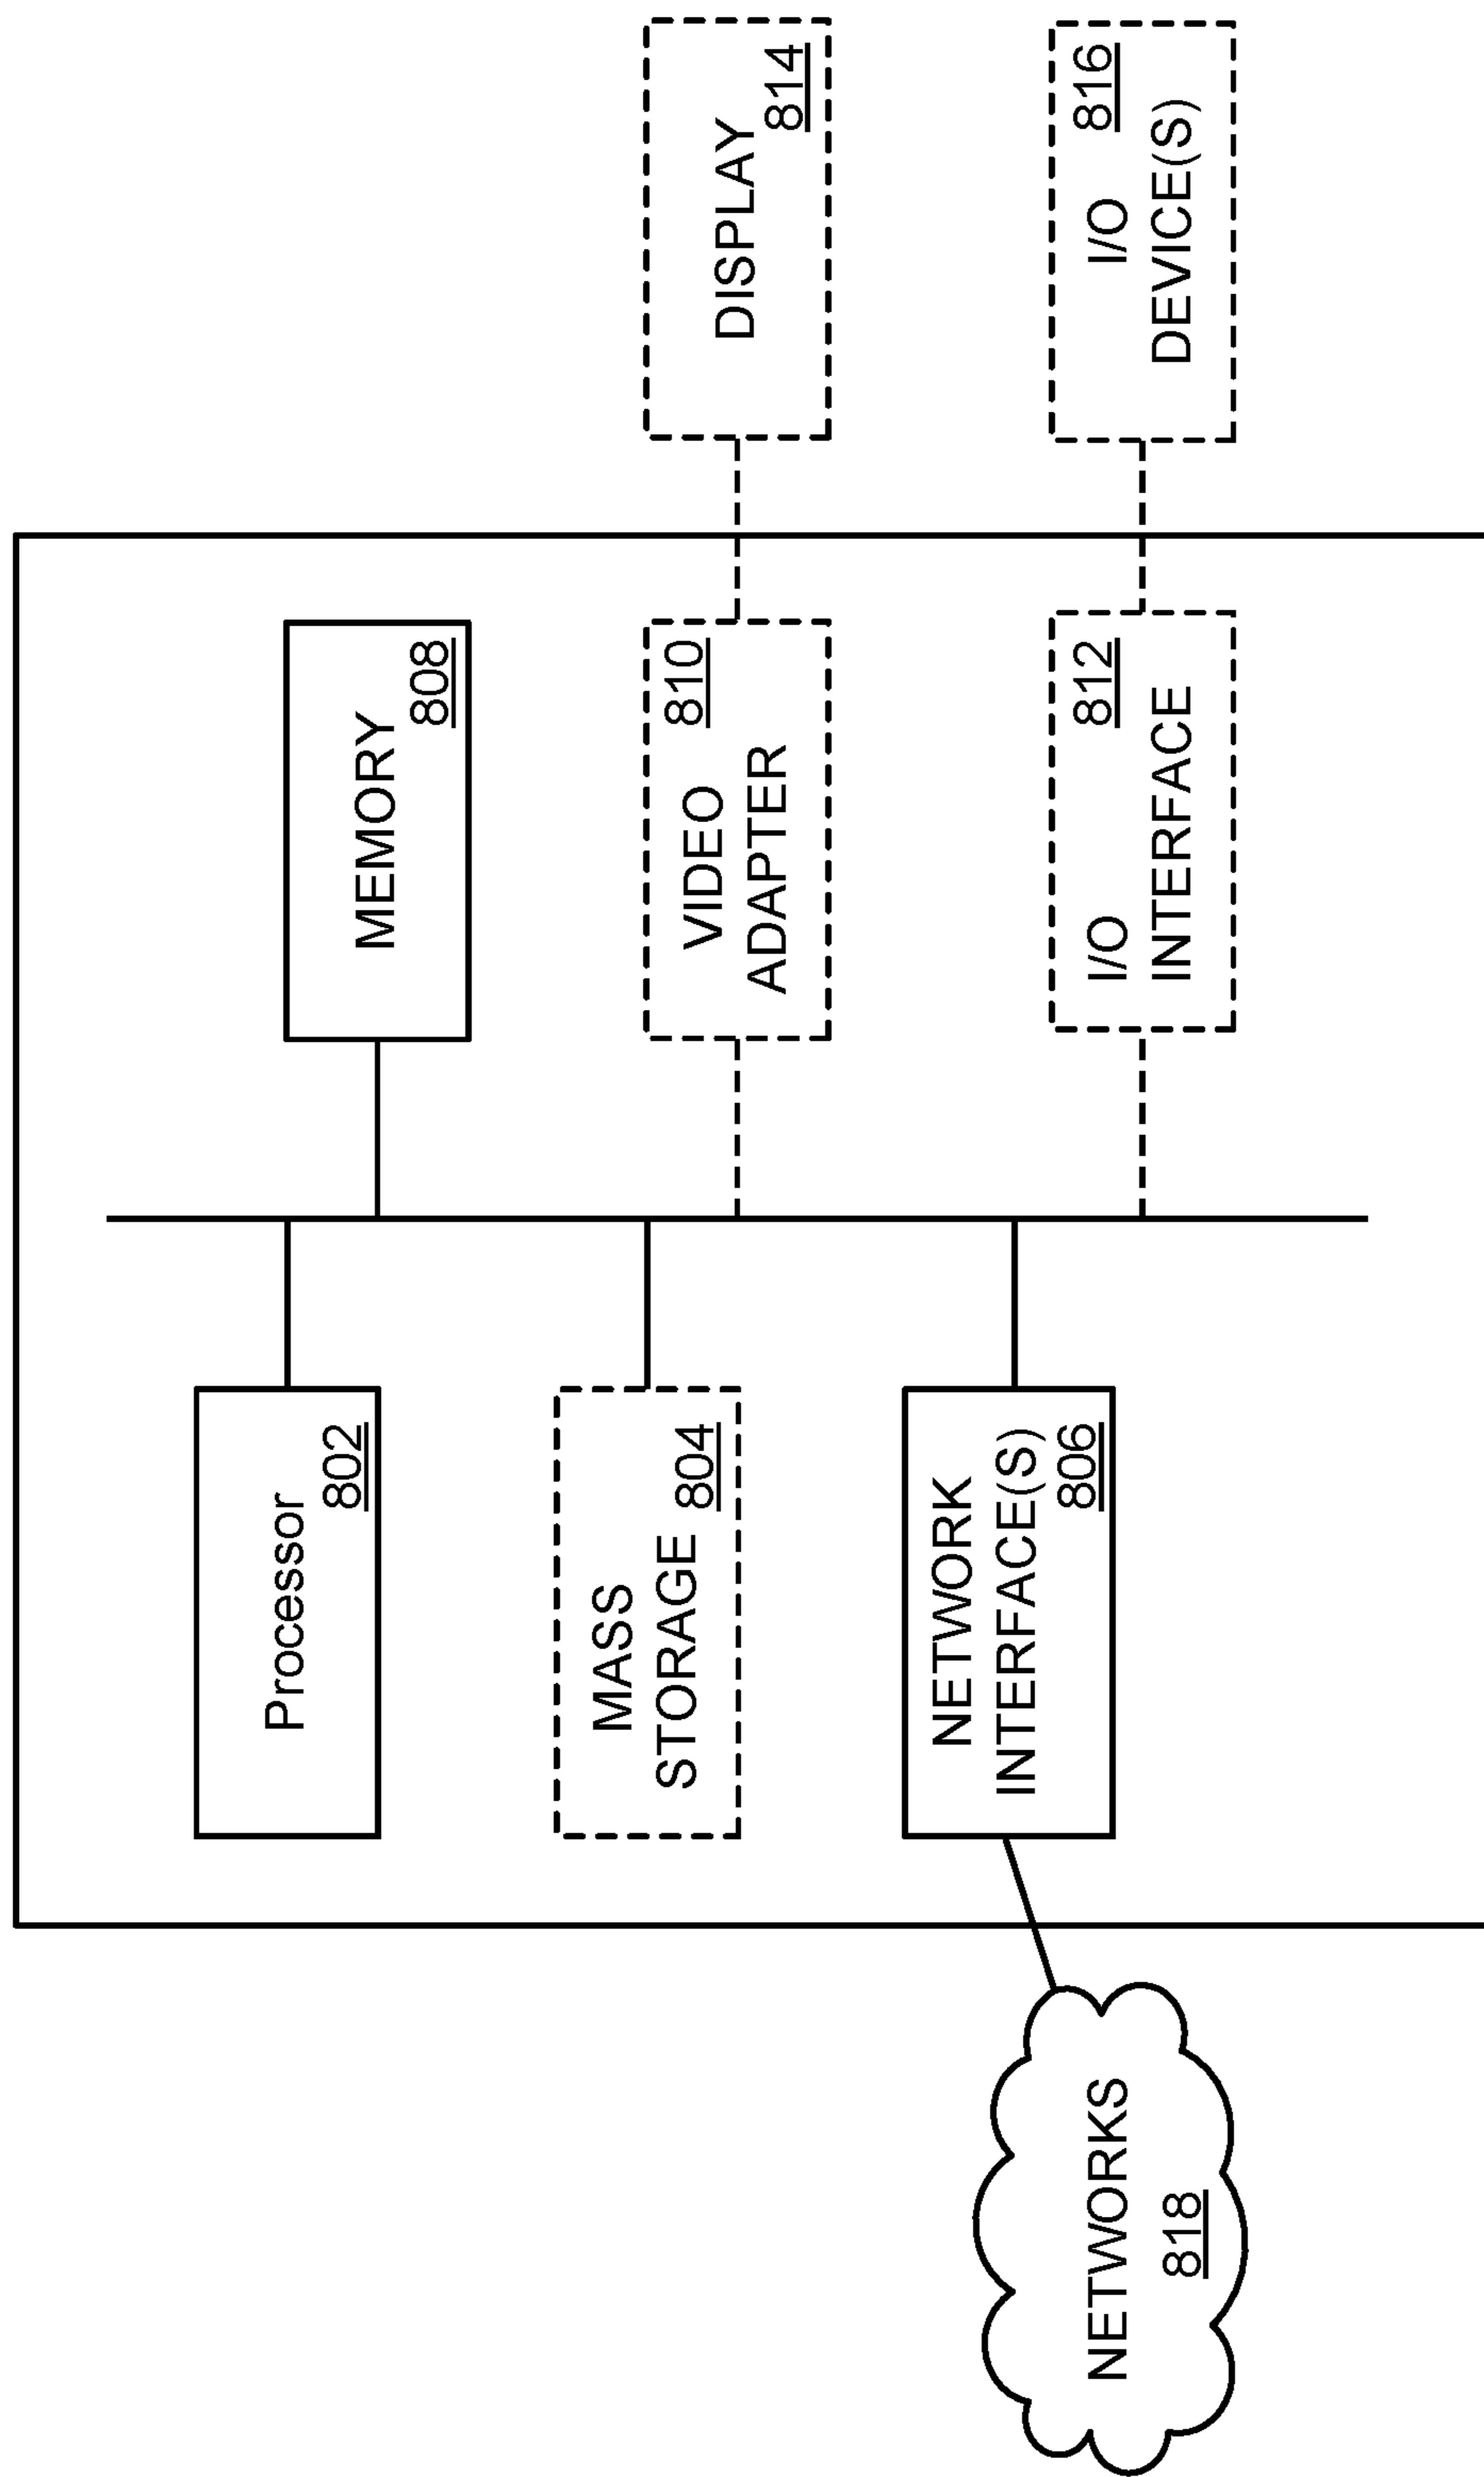 Processor
802
MEMORY
808
MASS
STORAGE
804
VIDEO
ADAPTER
810
DISPLAY
814
NETWORK
INTERFACE(S)
806
I/O
INTERFACE
812
I/O
DEVICE(S)
816
NETWORKS
818